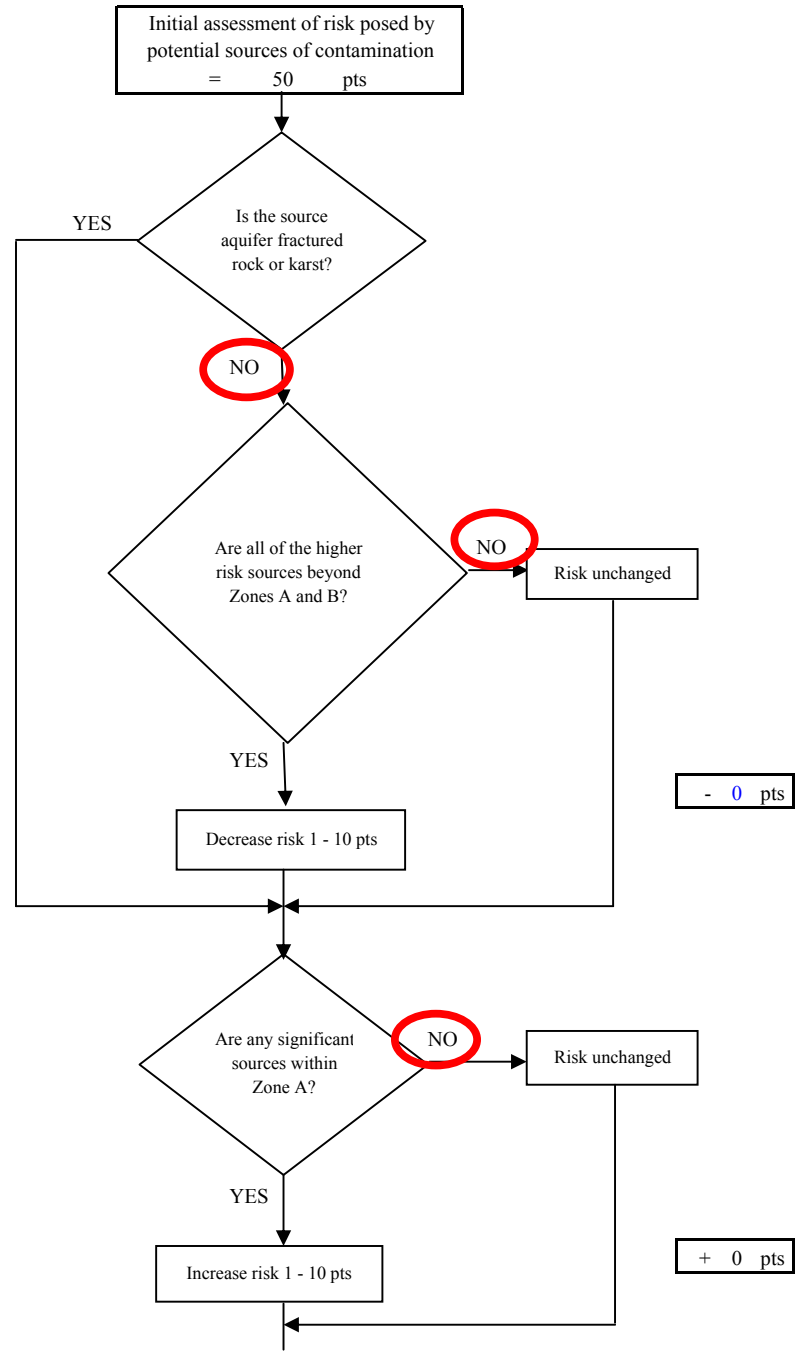 Initial assessment of risk posed by
potential sources of contamination
= 50 pts
YES
Is the source
aquifer fractured
rock or karst?
NO
Are all of the higher
risk sources beyond
Zones A and B?
NO
Risk unchanged
YES
- 0 pts
Decrease risk 1 - 10 pts
Are any significant
sources within
Zone A?
NO
Risk unchanged
YES
+ 0 pts
Increase risk 1 - 10 pts